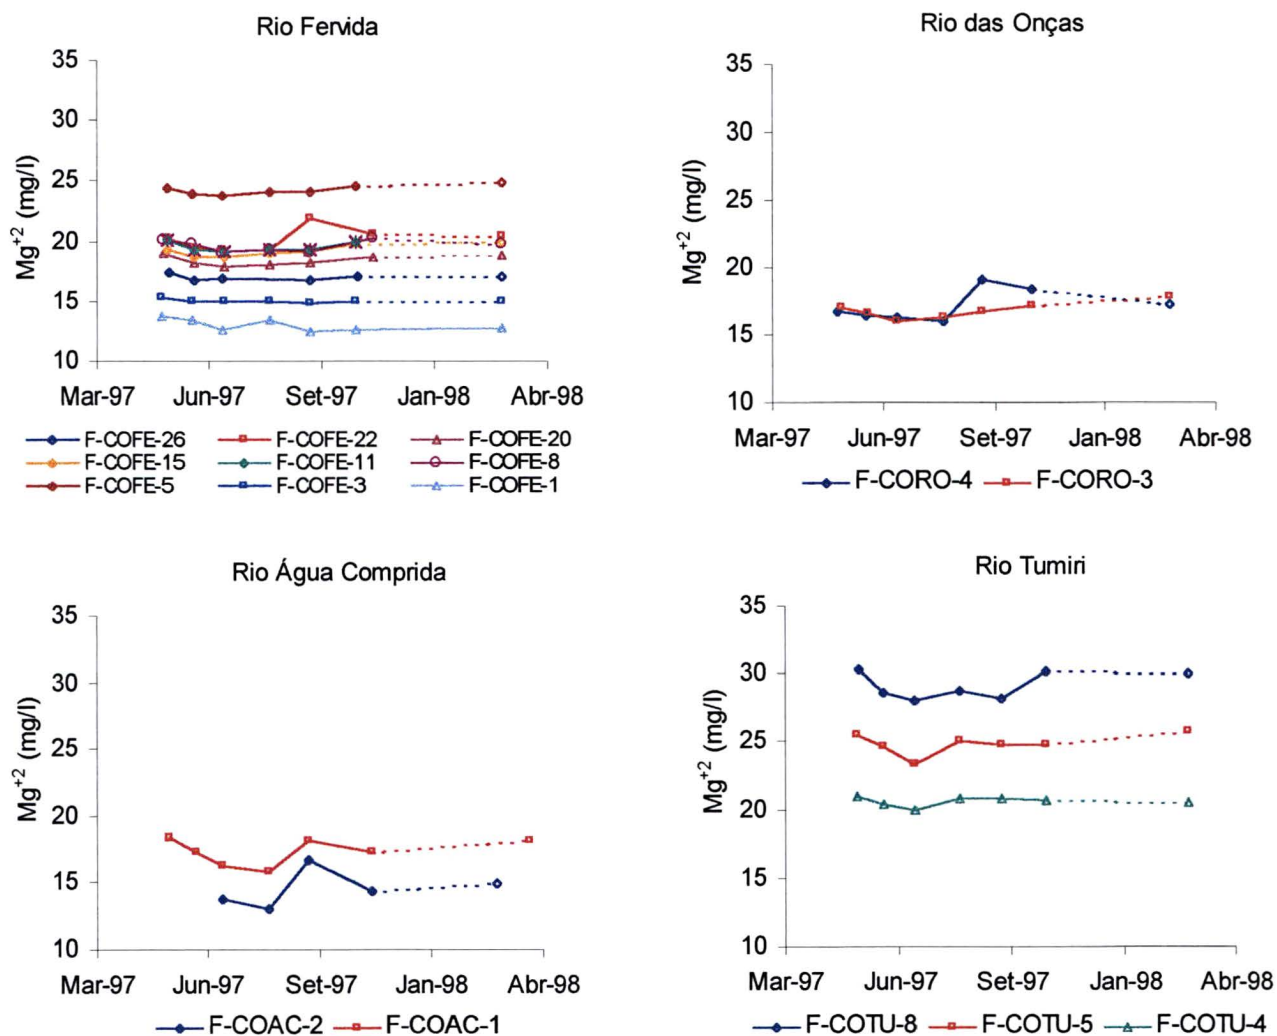 Rio Fervida
35
30
25
20
15
10
Mg+2 (mg/l)
Mar-97 Jun-97 Set-97 Jan-98 Abr-98
F-COFE-26 F-COFE-22 F-COFE-20
F-COFE-15 F-COFE-11 F-COFE-8
F-COFE-5 F-COFE-3 F-COFE-1
Rio das Onças
35
30
25
20
15
10
Mg+2 (mg/l)
Mar-97 Jun-97 Set-97 Jan-98 Abr-98
F-CORO-4 F-CORO-3
Rio Água Comprida
35
30
25
20
15
10
Mg+2 (mg/l)
Mar-97 Jun-97 Set-97 Jan-98 Abr-98
F-COAC-2 F-COAC-1
Rio Tumiri
35
30
25
20
15
10
Mg+2 (mg/l)
Mar-97 Jun-97 Set-97 Jan-98 Abr-98
F-COTU-8 F-COTU-5 F-COTU-4